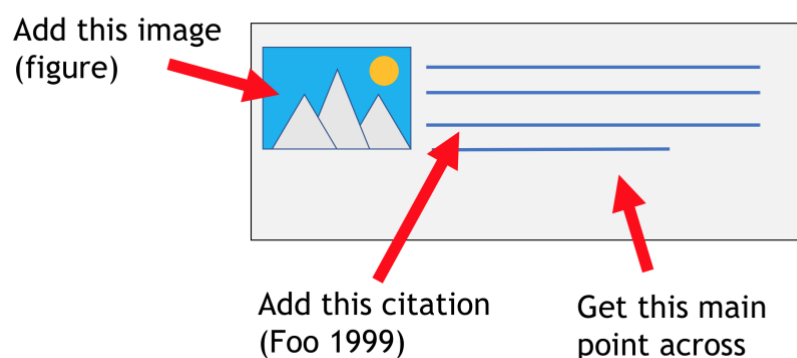 Add this image
(figure)
Add this citation
(Foo 1999)
Get this main
point across